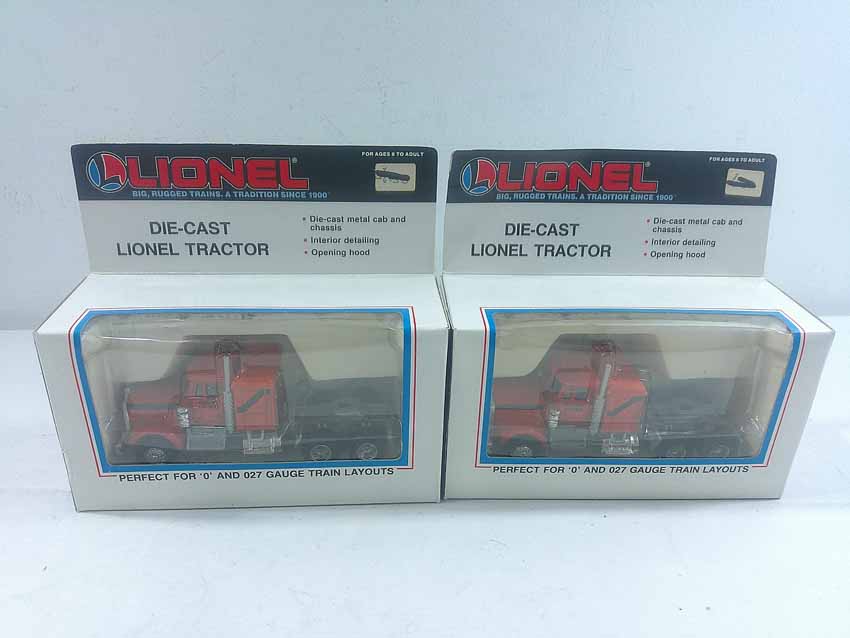 LIONEL®
FOR AGES 8 TO ADULT
BIG, RUGGED TRAINS. A TRADITION SINCE 1900
DIE-CAST
LIONEL TRACTOR
• Die-cast metal cab and
chassis
• Interior detailing
• Opening hood
PERFECT FOR ‘0’ AND 027 GAUGE TRAIN LAYOUTS
LIONEL®
FOR AGES 8 TO ADULT
BIG, RUGGED TRAINS. A TRADITION SINCE 1900
DIE-CAST
LIONEL TRACTOR
• Die-cast metal cab and
chassis
• Interior detailing
• Opening hood
PERFECT FOR ‘0’ AND 027 GAUGE TRAIN LAYOUTS